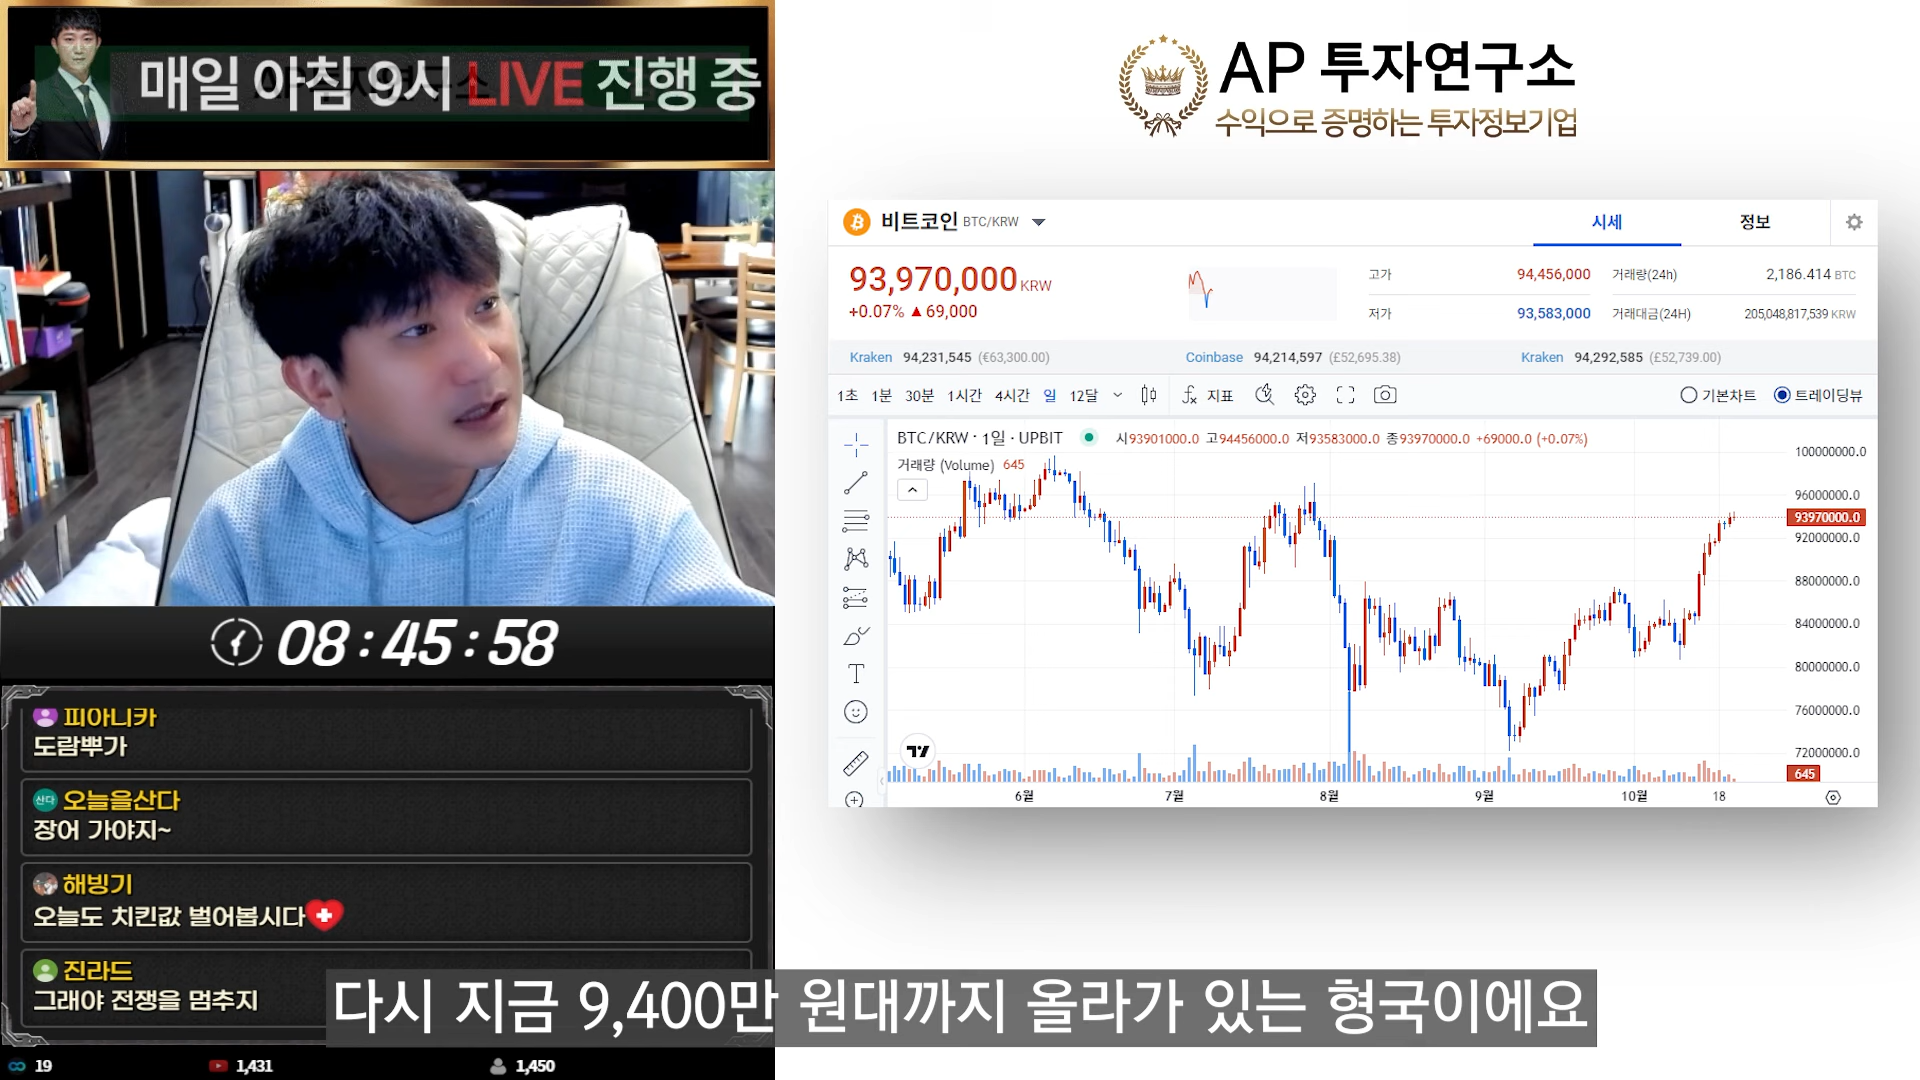 매일 아침 9시 LIVE 진행 중
08:45:58
피아니카
도람뿌가
산다 오늘을산다
장어 가야지~
해빙기
오늘도 치킨값 벌어봅시다
진라드
그래야 전쟁을 멈추지
19 1,431 1,450
AP 투자연구소
수익으로 증명하는 투자정보기업
비트코인 BTC/KRW 시세 정보
93,970,000 KRW
+0.07% ▲ 69,000
고가 94,456,000 거래량(24h) 2,186.414 BTC
저가 93,583,000 거래대금(24H) 205,048,817,539 KRW
Kraken 94,231,545 (€63,300.00) Coinbase 94,214,597 (£52,695.38) Kraken 94,292,585 (£52,739.00)
1초 1분 30분 1시간 4시간 일 12달 지표 기본차트 트레이딩뷰
BTC/KRW · 1일 · UPBIT 시93901000.0 고94456000.0 저93583000.0 종93970000.0 +69000.0 (+0.07%)
거래량 (Volume) 645
100000000.0
96000000.0
93970000.0
92000000.0
88000000.0
84000000.0
80000000.0
76000000.0
72000000.0
645
6월 7월 8월 9월 10월 18
다시 지금 9,400만 원대까지 올라가 있는 형국이에요